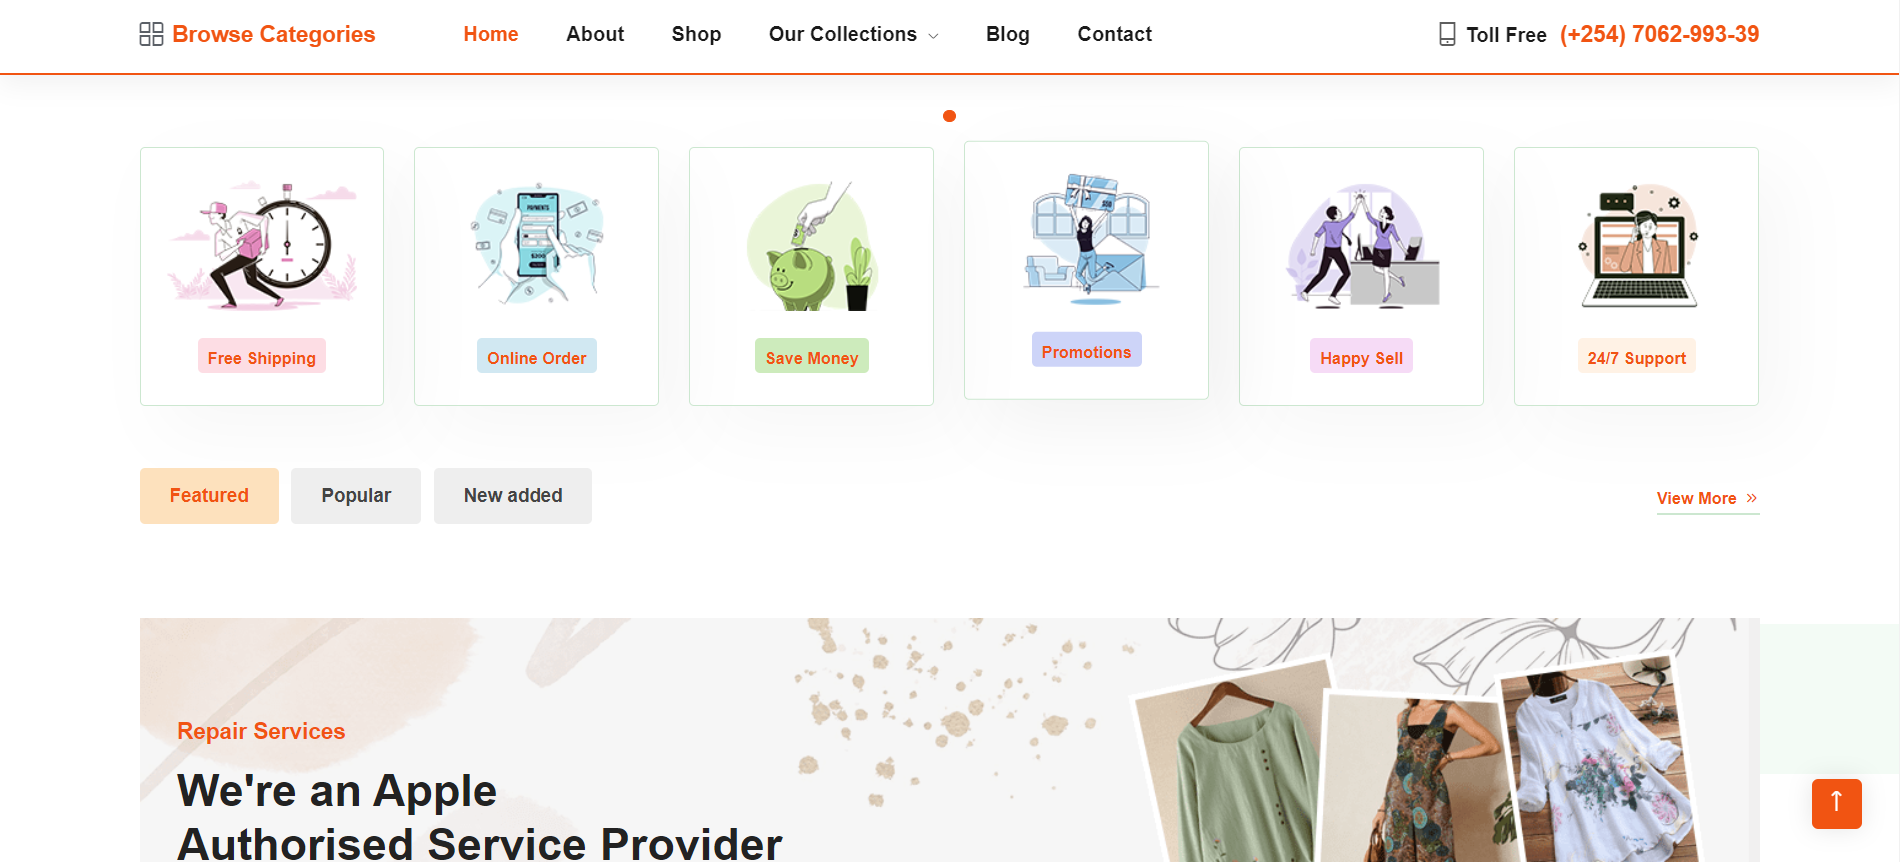 Browse Categories
Home
About
Shop
Our Collections
Blog
Contact
Toll Free (+254) 7062-993-39
PAYMENTS
$200
Free Shipping
Online Order
Save Money
Promotions
Happy Sell
24/7 Support
Featured
Popular
New added
View More
Repair Services
We're an Apple
Authorised Service Provider